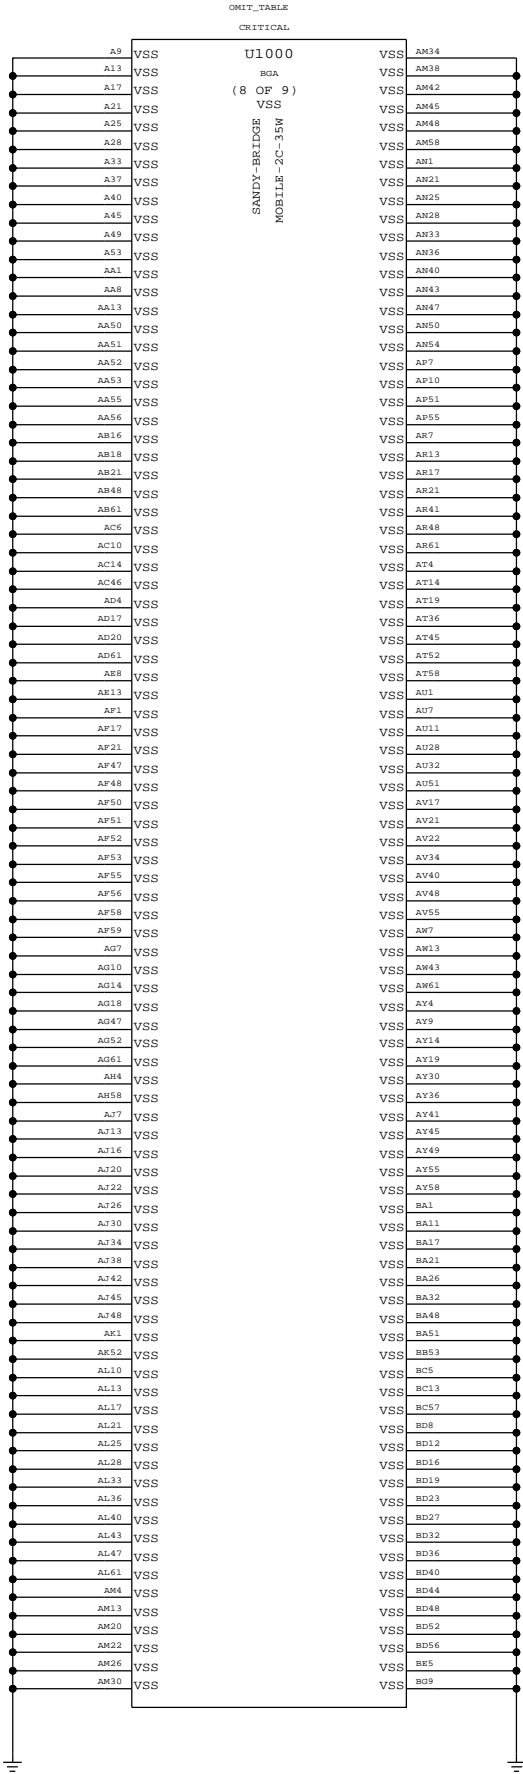 OMIT_TABLE
CRITICAL
A9 VSS U1000 VSS AM34
A13 VSS BGA VSS AM38
A17 VSS (8 OF 9) VSS AM42
A21 VSS VSS VSS AM45
A25 VSS VSS AM48
A28 VSS VSS AM58
A33 VSS VSS AN1
A37 VSS VSS AN21
A40 VSS VSS AN25
A45 VSS VSS AN28
SANDY-BRIDGE
MOBILE-2C-35W
A49 VSS VSS AN33
A53 VSS VSS AN36
AA1 VSS VSS AN40
AA8 VSS VSS AN43
AA13 VSS VSS AN47
AA50 VSS VSS AN50
AA51 VSS VSS AN54
AA52 VSS VSS AP7
AA53 VSS VSS AP10
AA55 VSS VSS AP51
AA56 VSS VSS AP55
AB16 VSS VSS AR7
AB18 VSS VSS AR13
AB21 VSS VSS AR17
AB48 VSS VSS AR21
AB61 VSS VSS AR41
AC6 VSS VSS AR48
AC10 VSS VSS AR61
AC14 VSS VSS AT4
AC46 VSS VSS AT14
AD4 VSS VSS AT19
AD17 VSS VSS AT36
AD20 VSS VSS AT45
AD61 VSS VSS AT52
AE8 VSS VSS AT58
AE13 VSS VSS AU1
AF1 VSS VSS AU7
AF17 VSS VSS AU11
AF21 VSS VSS AU28
AF47 VSS VSS AU32
AF48 VSS VSS AU51
AF50 VSS VSS AV17
AF51 VSS VSS AV21
AF52 VSS VSS AV22
AF53 VSS VSS AV34
AF55 VSS VSS AV40
AF56 VSS VSS AV48
AF58 VSS VSS AV55
AF59 VSS VSS AW7
AG7 VSS VSS AW13
AG10 VSS VSS AW43
AG14 VSS VSS AW61
AG18 VSS VSS AY4
AG47 VSS VSS AY9
AG52 VSS VSS AY14
AG61 VSS VSS AY19
AH4 VSS VSS AY30
AH58 VSS VSS AY36
AJ7 VSS VSS AY41
AJ13 VSS VSS AY45
AJ16 VSS VSS AY49
AJ20 VSS VSS AY55
AJ22 VSS VSS AY58
AJ26 VSS VSS BA1
AJ30 VSS VSS BA11
AJ34 VSS VSS BA17
AJ38 VSS VSS BA21
AJ42 VSS VSS BA26
AJ45 VSS VSS BA32
AJ48 VSS VSS BA48
AK1 VSS VSS BA51
AK52 VSS VSS BB53
AL10 VSS VSS BC5
AL13 VSS VSS BC13
AL17 VSS VSS BC57
AL21 VSS VSS BD8
AL25 VSS VSS BD12
AL28 VSS VSS BD16
AL33 VSS VSS BD19
AL36 VSS VSS BD23
AL40 VSS VSS BD27
AL43 VSS VSS BD32
AL47 VSS VSS BD36
AL61 VSS VSS BD40
AM4 VSS VSS BD44
AM13 VSS VSS BD48
AM20 VSS VSS BD52
AM22 VSS VSS BD56
AM26 VSS VSS BE5
AM30 VSS VSS BG9